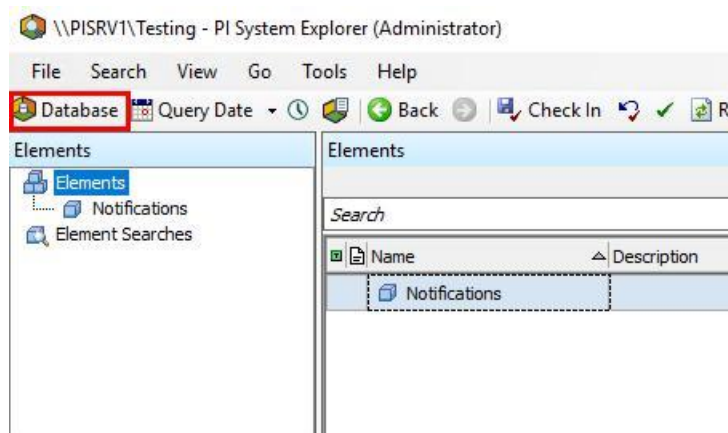 \\PISRV1\Testing - PI System Explorer (Administrator)
File Search View Go Tools Help
Database Query Date Back Check In R
Elements Elements
Elements
Notifications
Search
Element Searches
Name Description
Notifications